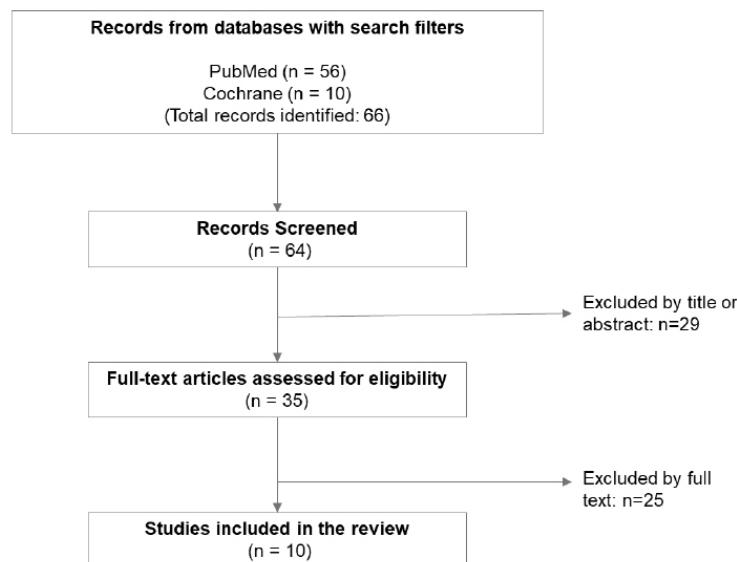 Records from databases with search filters
PubMed (n = 56)
Cochrane (n = 10)
(Total records identified: 66)
Records Screened
(n = 64)
Excluded by title or
abstract: n=29
Full-text articles assessed for eligibility
(n = 35)
Excluded by full
text: n=25
Studies included in the review
(n = 10)